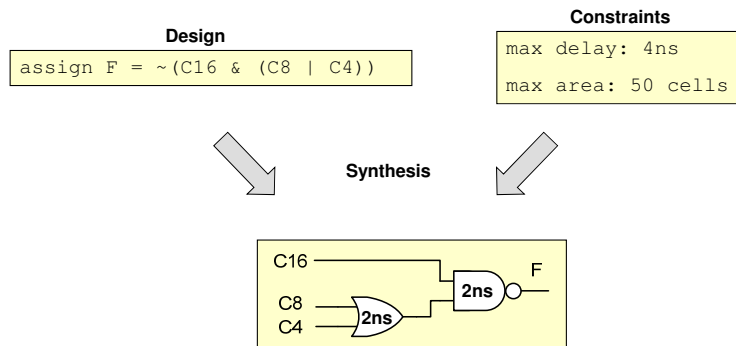 Design
assign F = ~(C16 & (C8 | C4))
Constraints
max delay: 4ns
max area: 50 cells
Synthesis
C16
F
2ns
C8
2ns
C4